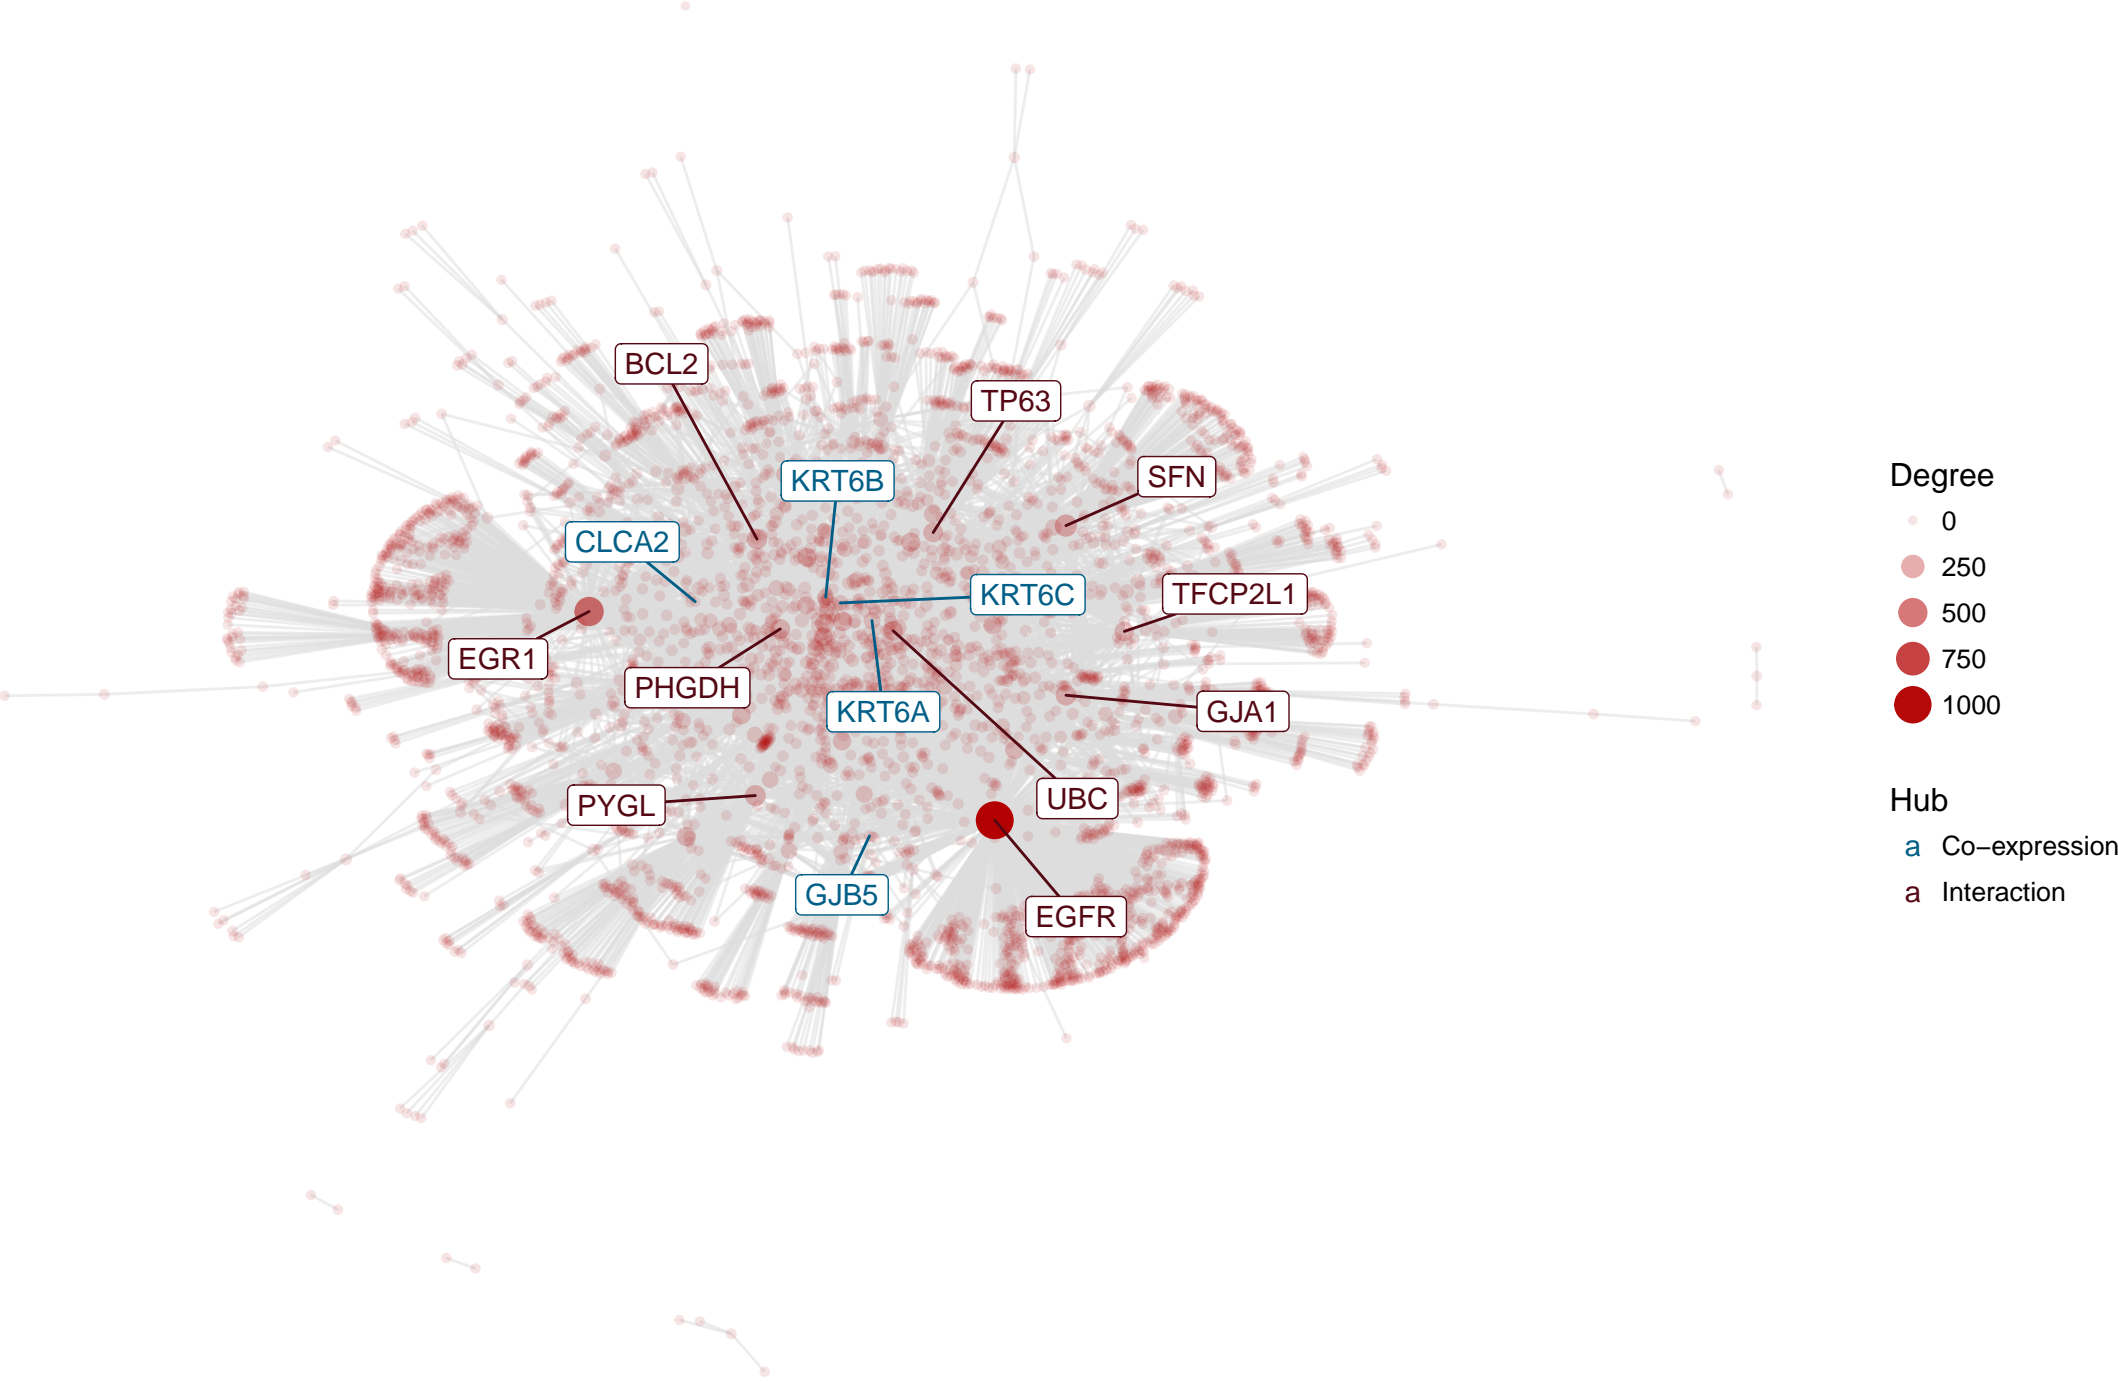 BCL2
TP63
KRT6B
SFN
CLCA2
KRT6C
TFCP2L1
EGR1
PHGDH
KRT6A
GJA1
PYGL
UBC
GJB5
EGFR
Degree
0
250
500
750
1000
Hub
a Co−expression
a Interaction